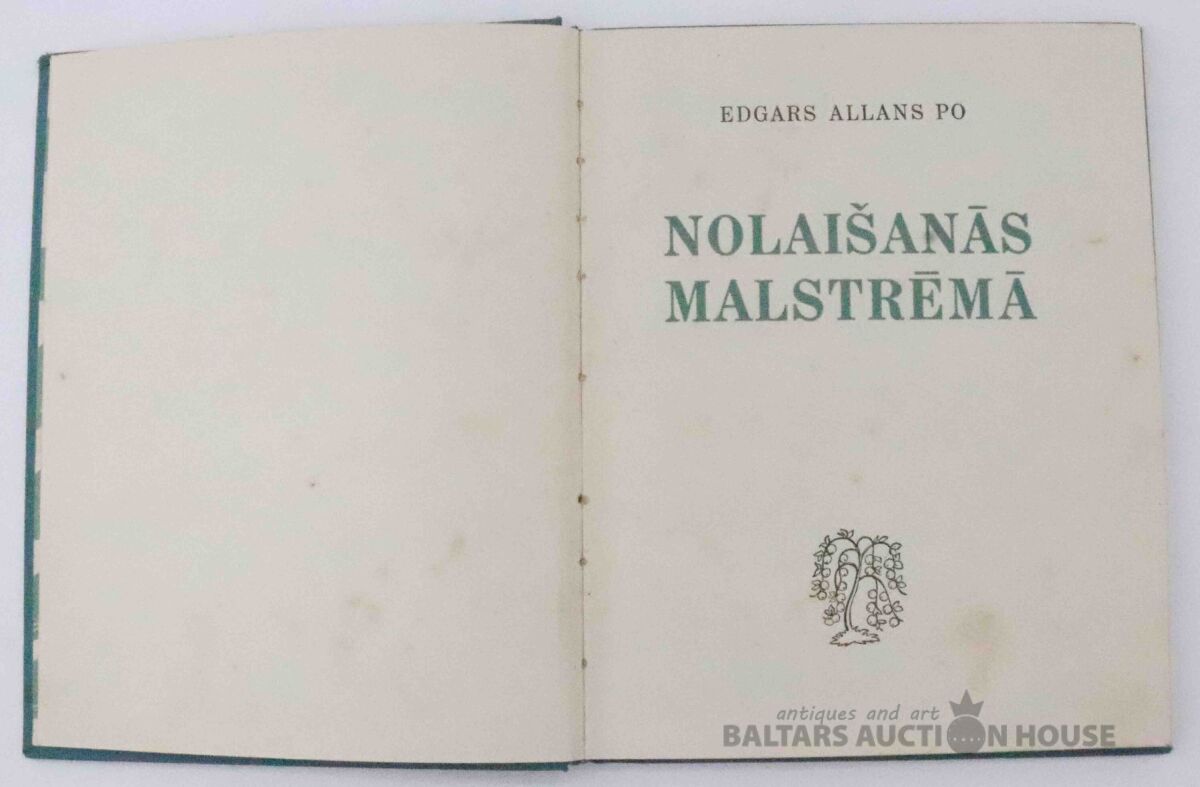 EDGARS ALLANS PO
NOLAIŠANĀS
MALSTRĒMĀ
antiques and art
BALTARS AUCTION HOUSE